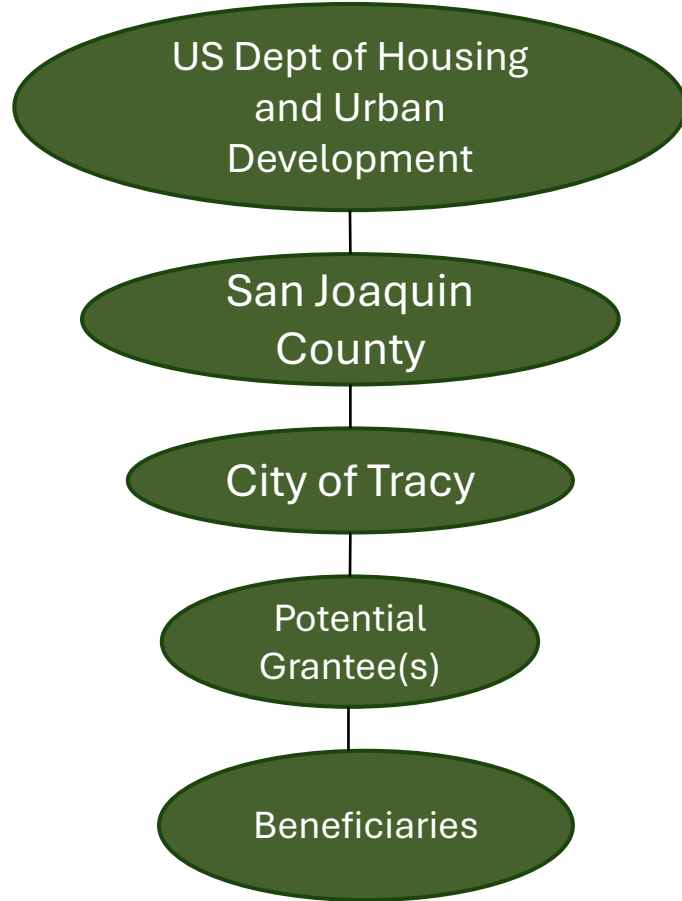 US Dept of Housing
and Urban
Development
San Joaquin
County
City of Tracy
Potential
Grantee(s)
Beneficiaries